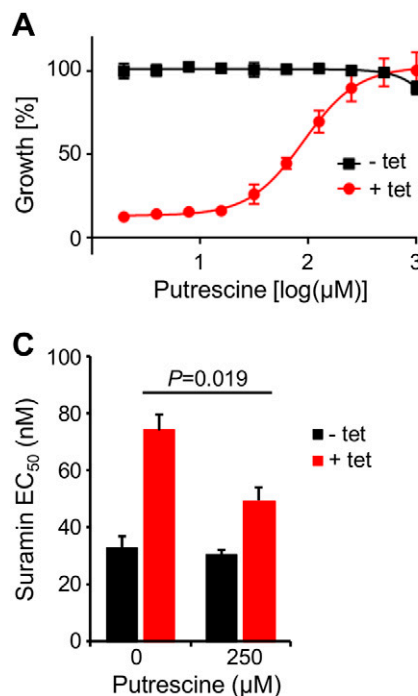 A
100
50
0
Growth [%]
- tet
+ tet
1
2
3
Putrescine [log(μM)]
C
100
80
60
40
20
0
Suramin EC50 (nM)
P=0.019
- tet
+ tet
0
250
Putrescine (μM)